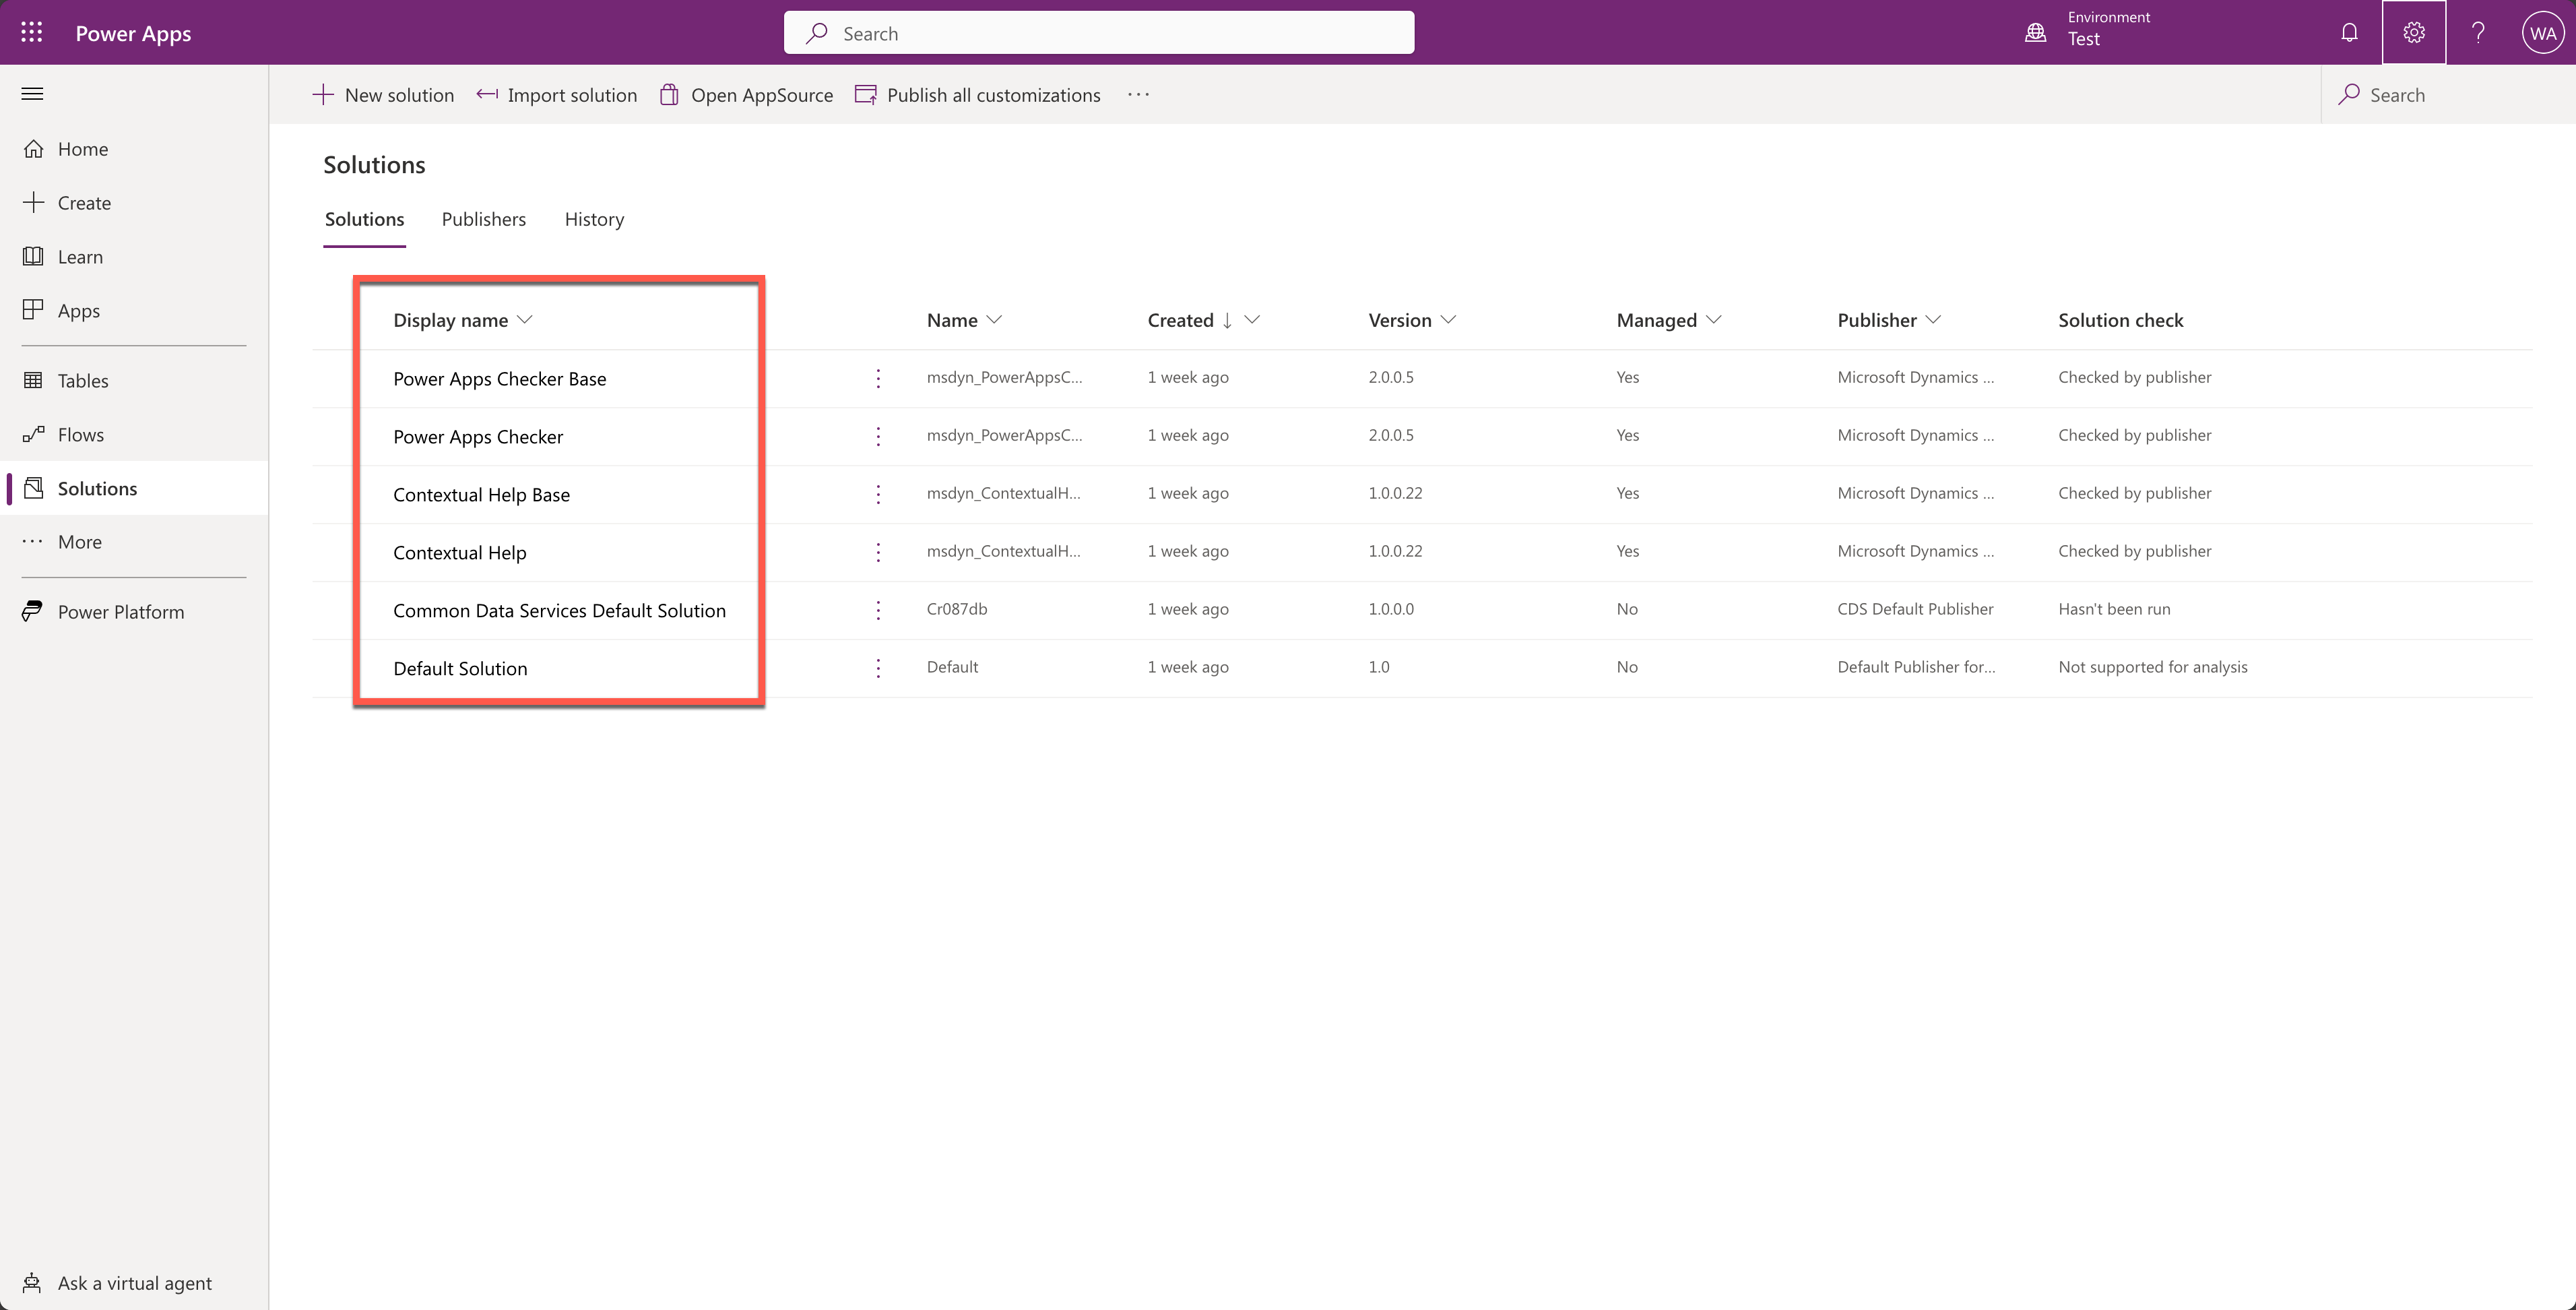 Power Apps
Search
Environment
Test
WA
New solution
Import solution
Open AppSource
Publish all customizations
Search
Home
Create
Learn
Apps
Tables
Flows
Solutions
More
Power Platform
Ask a virtual agent
Solutions
Solutions Publishers History
Display name Name Created Version Managed Publisher Solution check
Power Apps Checker Base msdyn_PowerAppsC... 1 week ago 2.0.0.5 Yes Microsoft Dynamics ... Checked by publisher
Power Apps Checker msdyn_PowerAppsC... 1 week ago 2.0.0.5 Yes Microsoft Dynamics ... Checked by publisher
Contextual Help Base msdyn_ContextualH... 1 week ago 1.0.0.22 Yes Microsoft Dynamics ... Checked by publisher
Contextual Help msdyn_ContextualH... 1 week ago 1.0.0.22 Yes Microsoft Dynamics ... Checked by publisher
Common Data Services Default Solution Cr087db 1 week ago 1.0.0.0 No CDS Default Publisher Hasn't been run
Default Solution Default 1 week ago 1.0 No Default Publisher for... Not supported for analysis